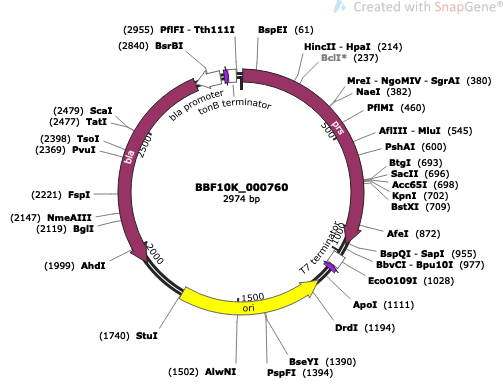 Created with SnapGene®
(2955) PflFI - Tth111I
BspEI (61)
(2840) BsrBI
HincII - HpaI (214)
BclI* (237)
MreI - NgoMIV - SgrAI (380)
NaeI (382)
PflMI (460)
AflIII - MluI (545)
PshAI (600)
BtgI (693)
SacII (696)
Acc65I (698)
KpnI (702)
BstXI (709)
AfeI (872)
BspQI - SapI (955)
BbvCI - Bpu10I (977)
EcoO109I (1028)
ApoI (1111)
DrdI (1194)
BseYI (1390)
PspFI (1394)
(1502) AlwNI
(1740) StuI
(1999) AhdI
(2119) BglI
(2147) NmeAIII
(2221) FspI
(2369) PvuI
(2398) TsoI
(2477) TatI
(2479) ScaI
bla promoter
tonB terminator
prs
bla
T7 terminator
ori
500
1000
1500
2000
2500
BBF10K_000760
2974 bp